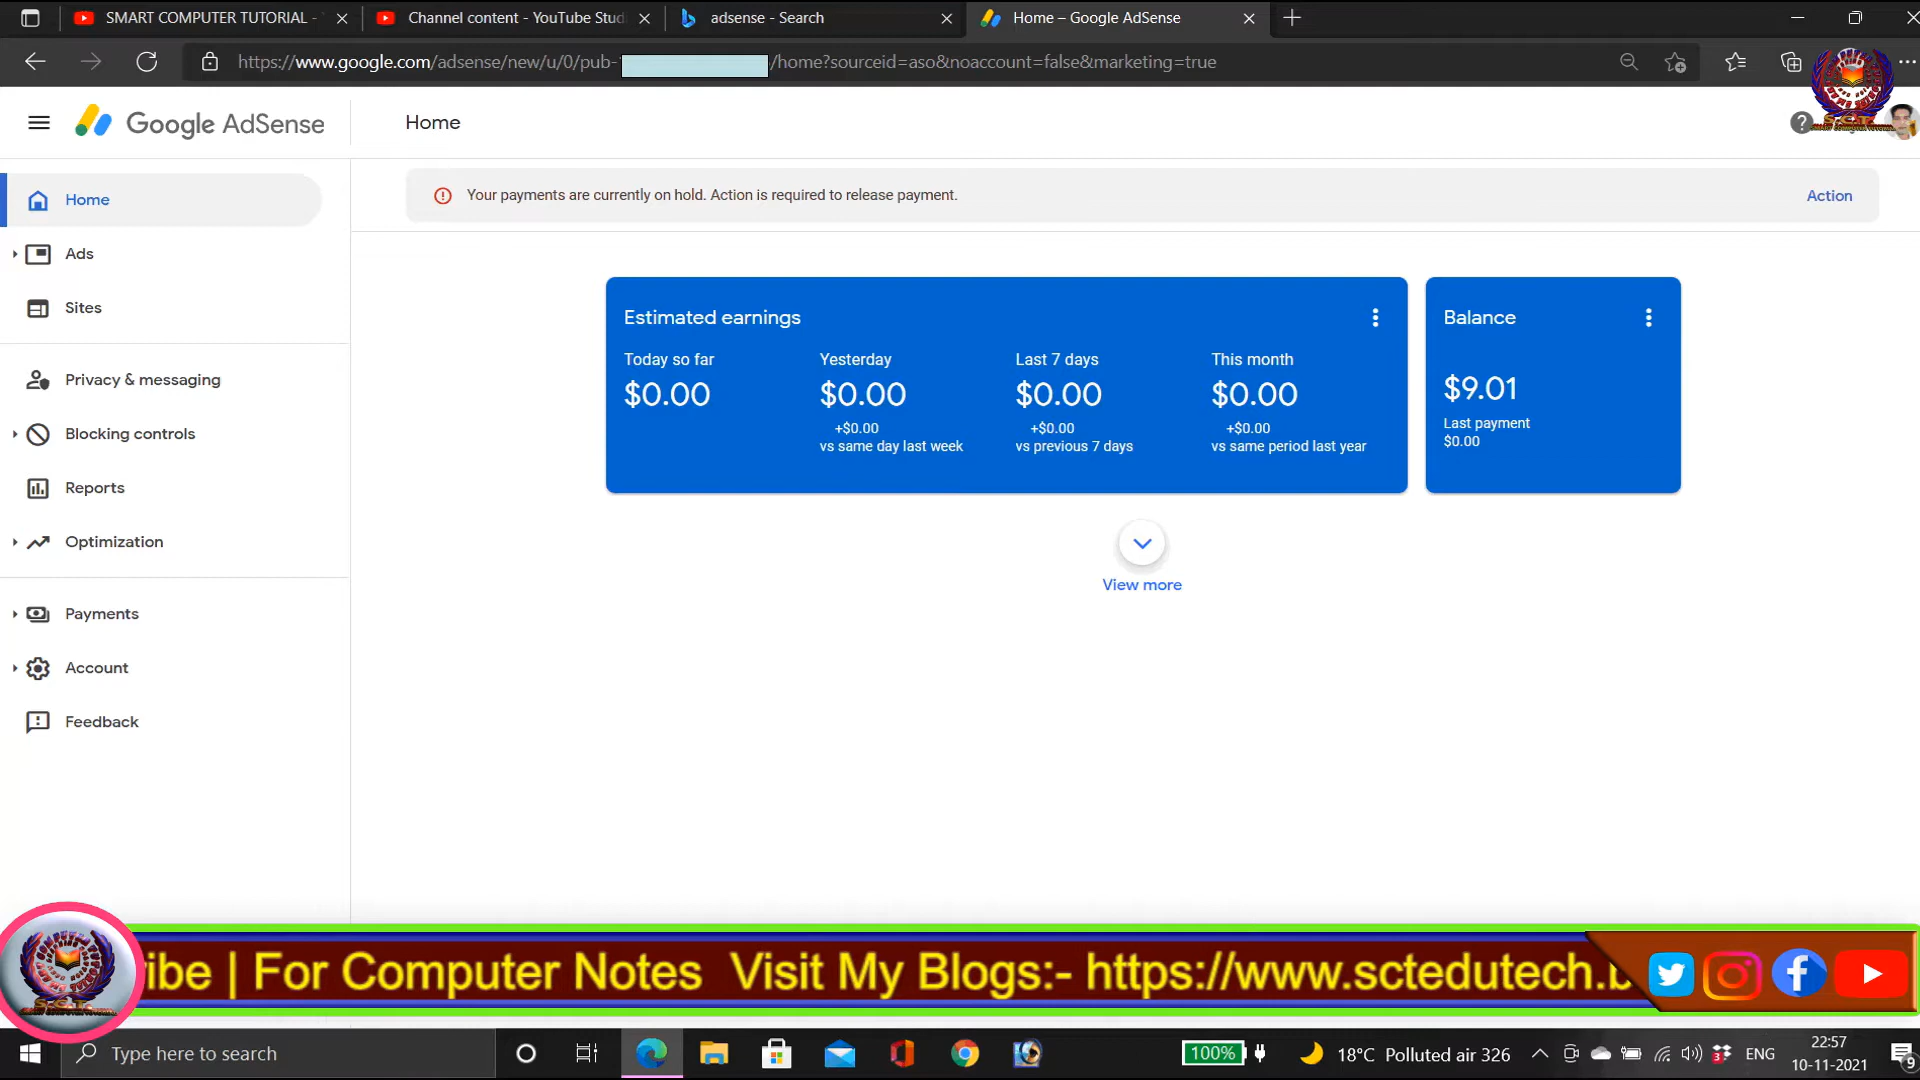 SMART COMPUTER TUTORIAL -
Channel content - YouTube Stud
adsense - Search
Home – Google AdSense
https://www.google.com/adsense/new/u/0/pub-
/home?sourceid=aso&noaccount=false&marketing=true
Google AdSense
Home
Home
Ads
Sites
Privacy & messaging
Blocking controls
Reports
Optimization
Payments
Account
Feedback
Your payments are currently on hold. Action is required to release payment.
Action
Estimated earnings
Today so far
$0.00
Yesterday
$0.00
+$0.00
vs same day last week
Last 7 days
$0.00
+$0.00
vs previous 7 days
This month
$0.00
+$0.00
vs same period last year
Balance
$9.01
Last payment
$0.00
View more
ribe | For Computer Notes Visit My Blogs:- https://www.sctedutech.b
S.C.T.
Type here to search
100%
18°C Polluted air 326
3
ENG
22:57
10-11-2021
9